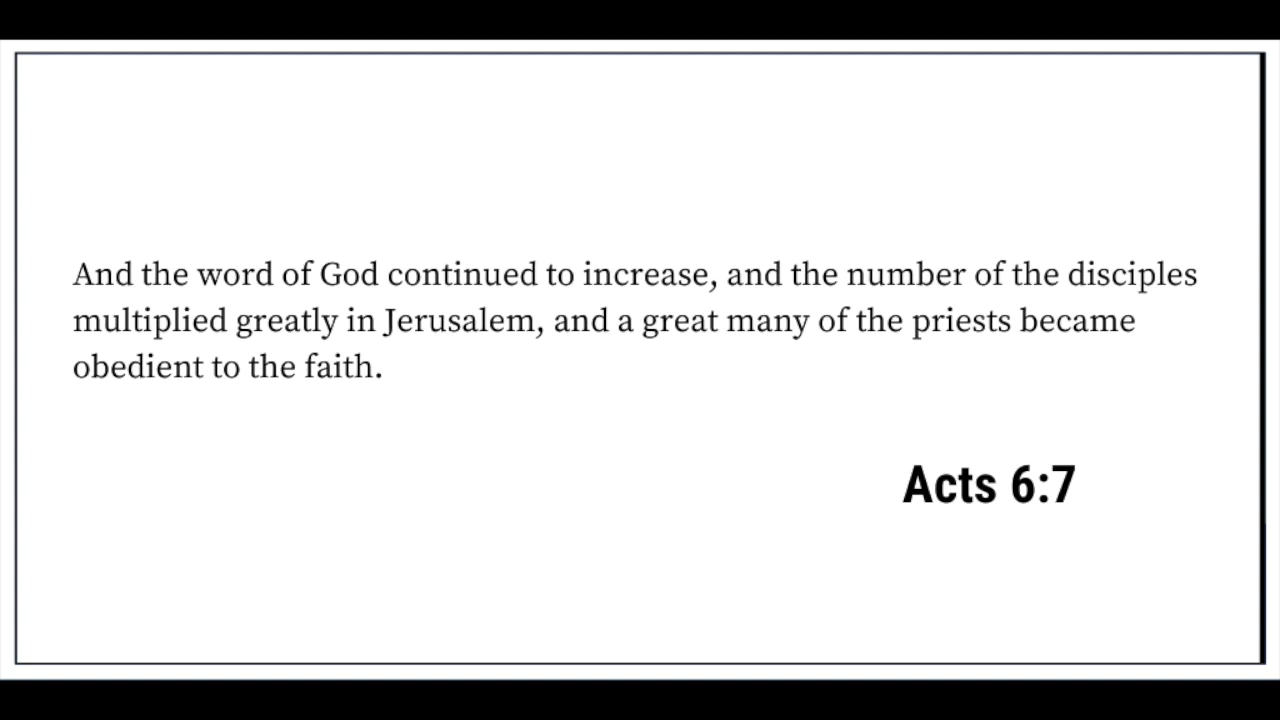 And the word of God continued to increase, and the number of the disciples
multiplied greatly in Jerusalem, and a great many of the priests became
obedient to the faith.
Acts 6:7